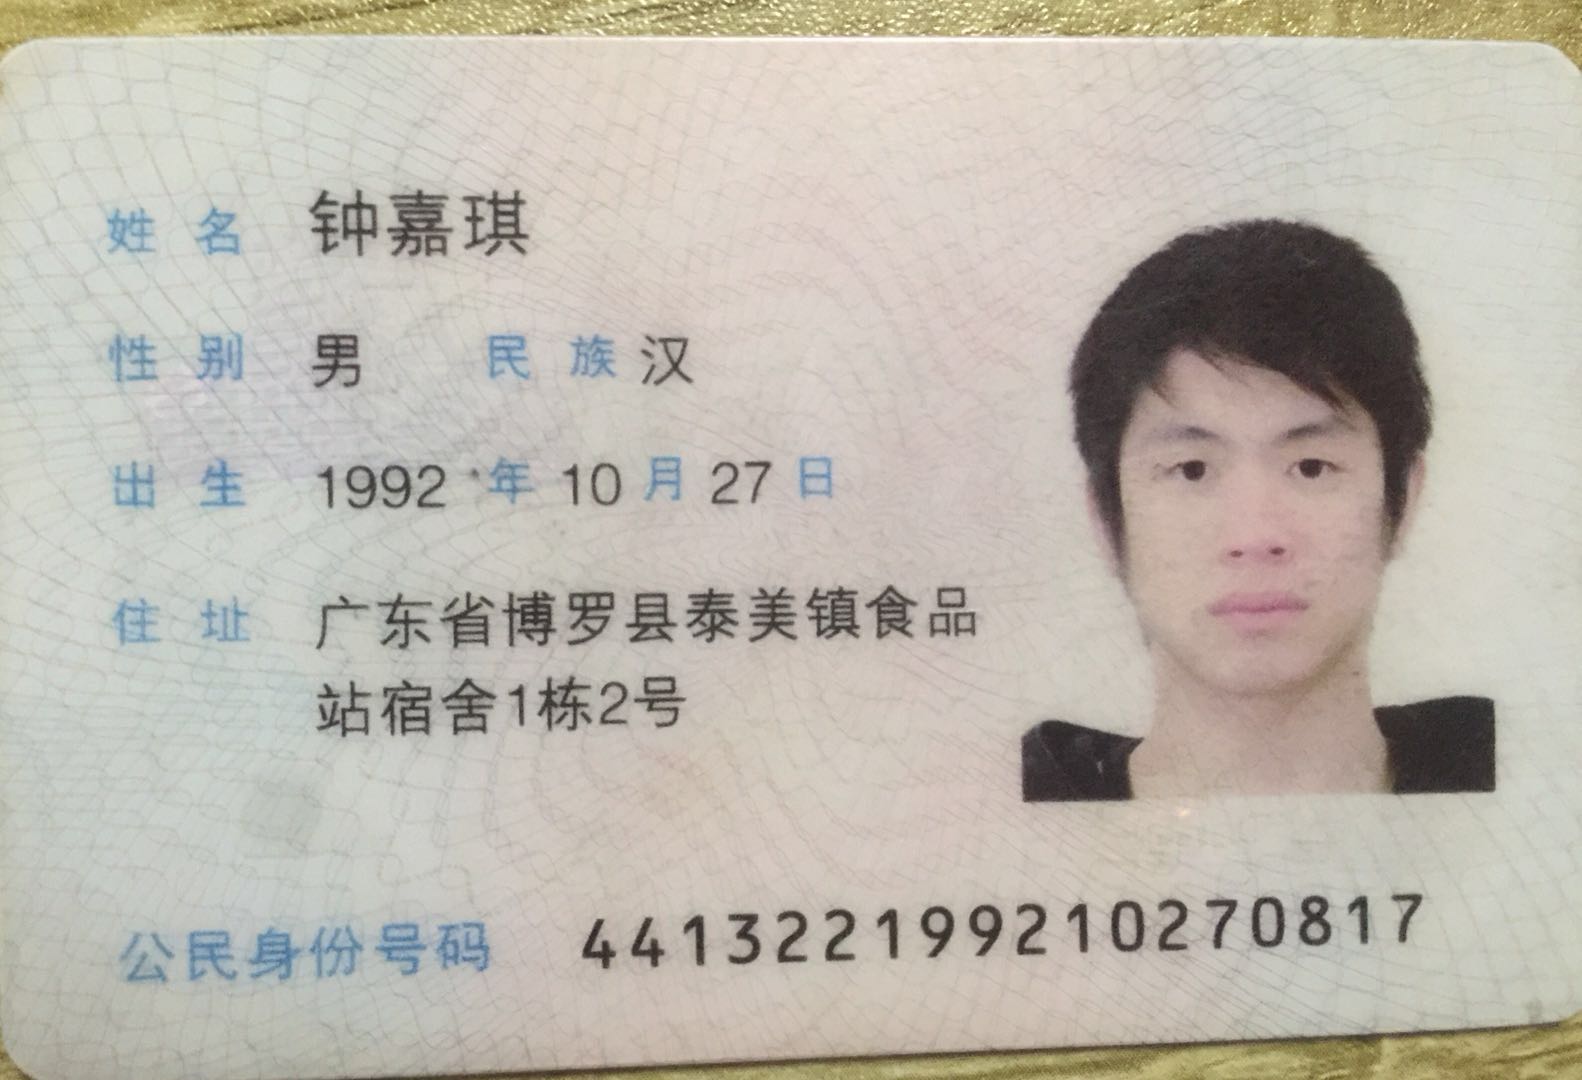 姓名 钟嘉琪
性别 男 民族 汉
出生 1992 年 10 月 27 日
住址 广东省博罗县泰美镇食品
站宿舍1栋2号
公民身份号码 441322199210270817